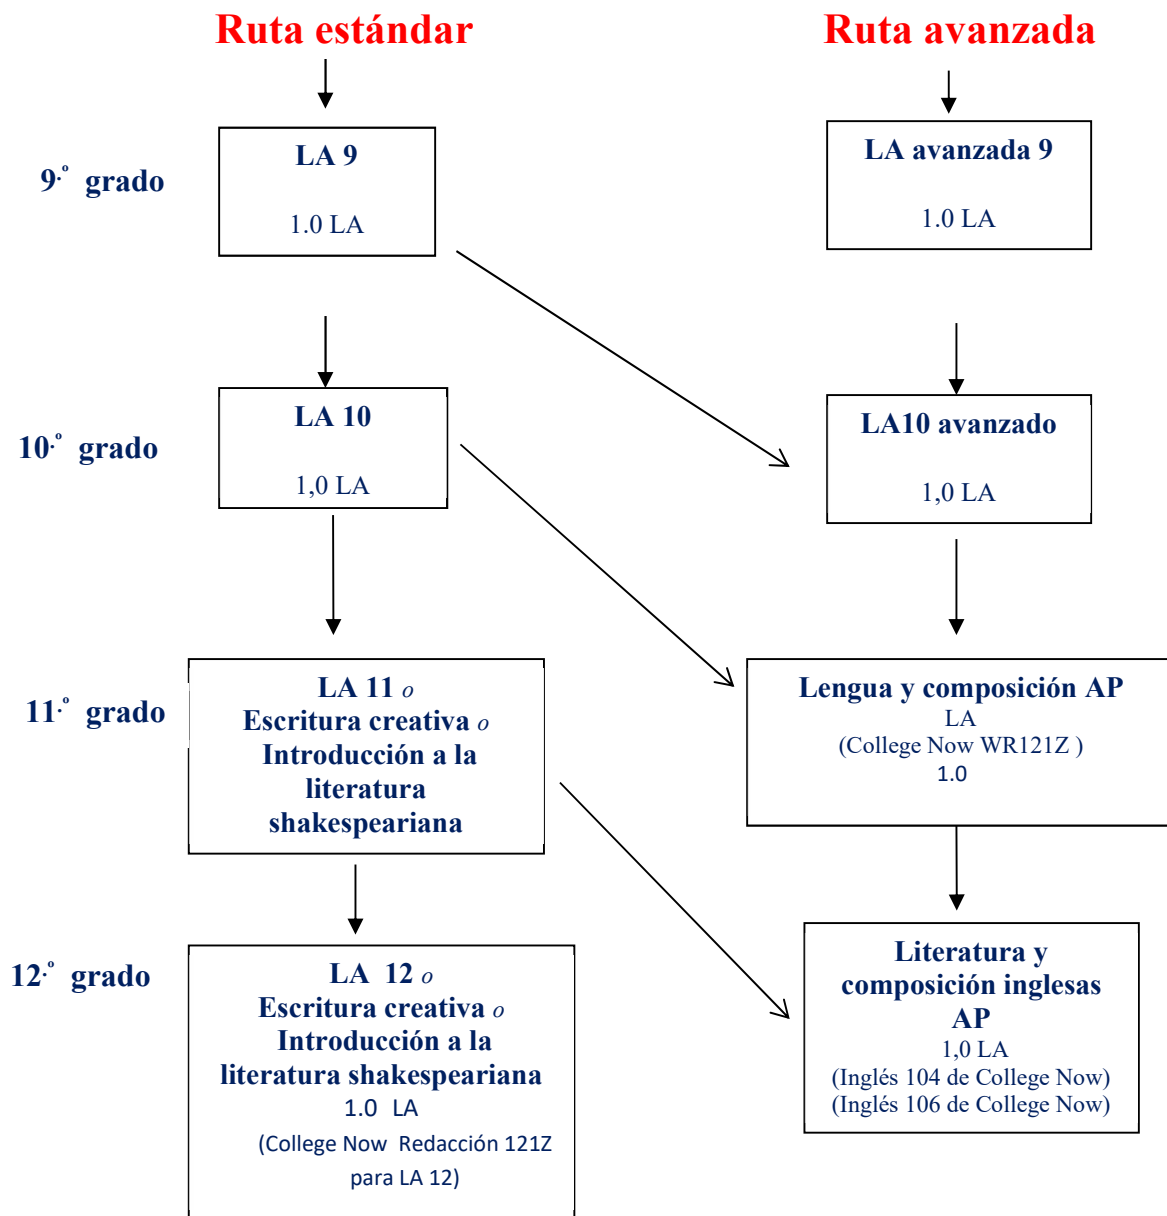 Ruta estándar
Ruta avanzada
9.º grado
LA 9
1.0 LA
LA avanzada 9
1.0 LA
10.º grado
LA 10
1,0 LA
LA10 avanzado
1,0 LA
11.º grado
LA 11 o
Escritura creativa o
Introducción a la
literatura
shakespeariana
Lengua y composición AP
LA
(College Now WR121Z )
1.0
12.º grado
LA 12 o
Escritura creativa o
Introducción a la
literatura shakespeariana
1.0 LA
(College Now Redacción 121Z
para LA 12)
Literatura y
composición inglesas
AP
1,0 LA
(Inglés 104 de College Now)
(Inglés 106 de College Now)